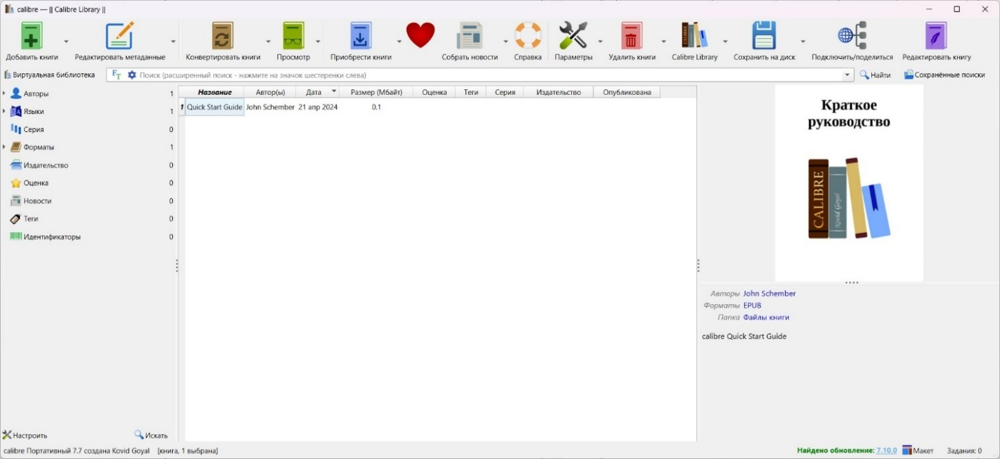 calibre — || Calibre Library ||
Добавить книги Редактировать метаданные Конвертировать книги Просмотр Приобрести книги Собрать новости Справка Параметры Удалить книги Calibre Library Сохранить на диск Подключить/поделиться Редактировать книгу
Виртуальная библиотека FT Поиск (расширенный поиск - нажмите на значок шестеренки слева) Найти Сохранённые поиски
Авторы 1
Языки 1
Серия 0
Форматы 1
Издательство 0
Оценка 0
Новости 0
Теги 0
Идентификаторы 0
Название Автор(ы) Дата Размер (Мбайт) Оценка Теги Серия Издательство Опубликована
1 Quick Start Guide John Schember 21 апр 2024 0.1
Краткое
руководство
CALIBRE
Kovid Goyal
Авторы John Schember
Форматы EPUB
Папка Файлы книги
calibre Quick Start Guide
Настроить Искать
calibre Портативный 7.7 создана Kovid Goyal [книга, 1 выбрана] Найдено обновление: 7.10.0 Макет Задания: 0